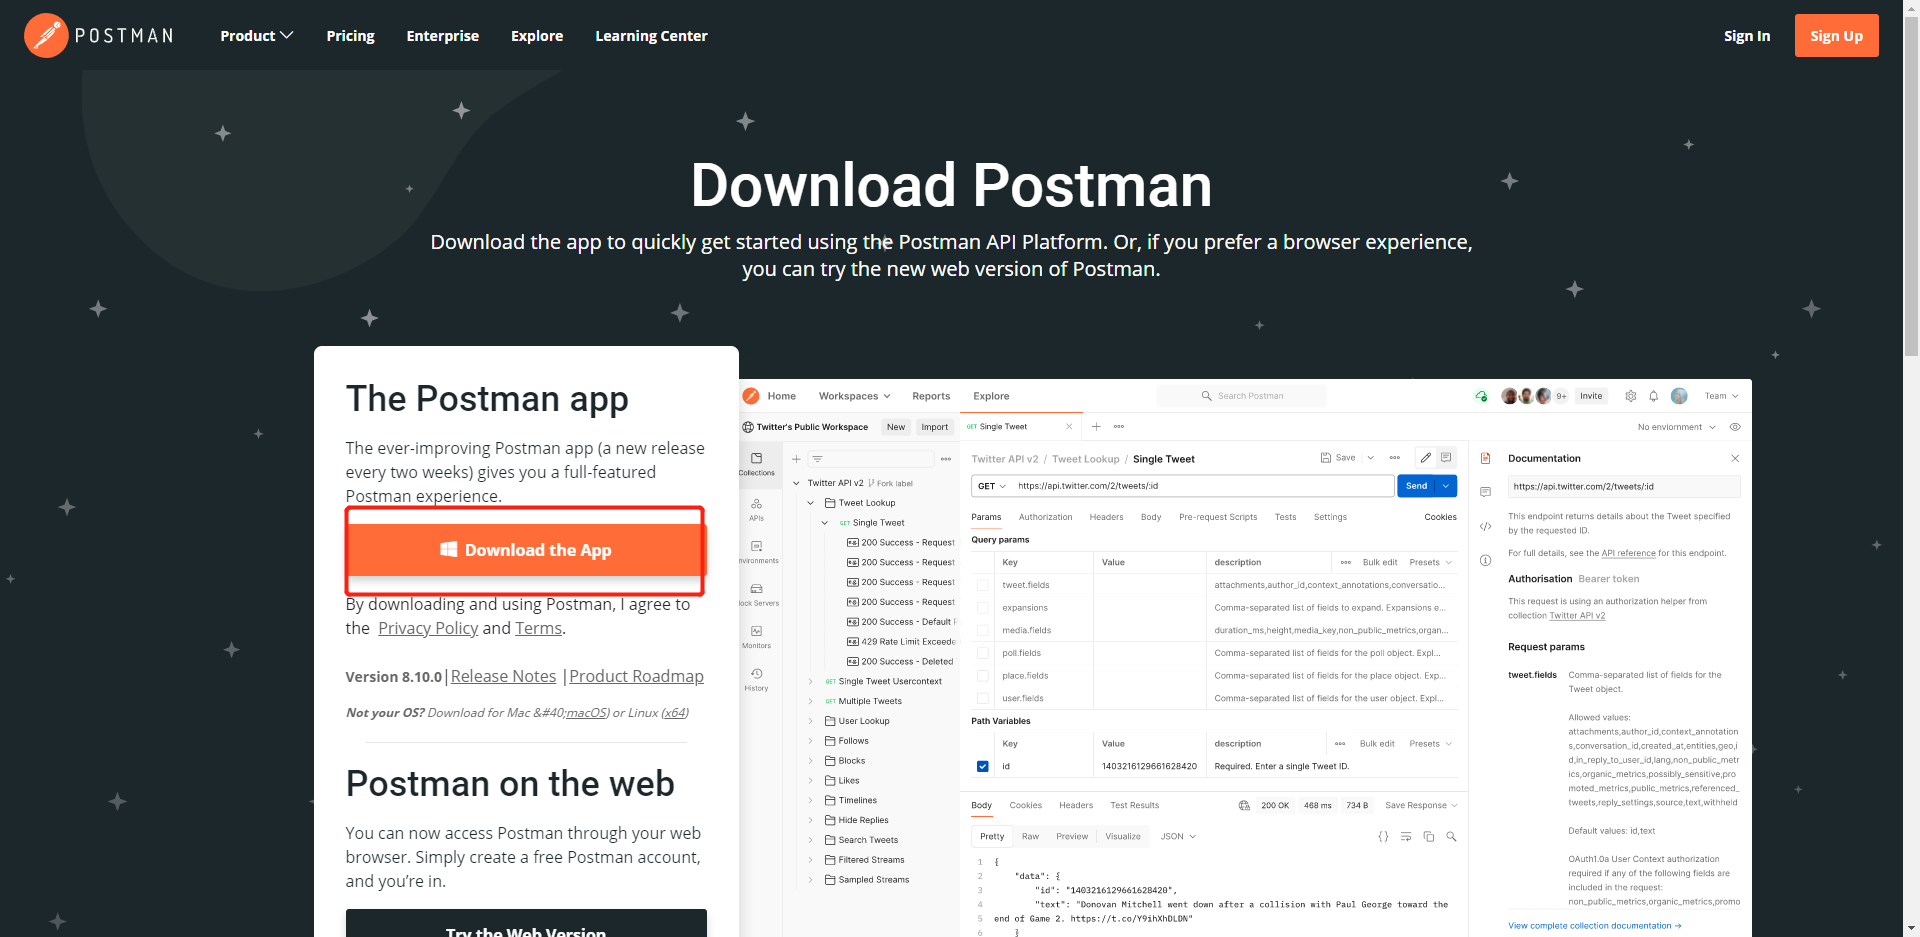 POSTMAN
Product
Pricing
Enterprise
Explore
Learning Center
Sign In
Sign Up
Download Postman
Download the app to quickly get started using the Postman API Platform. Or, if you prefer a browser experience,
you can try the new web version of Postman.
The Postman app
The ever-improving Postman app (a new release
every two weeks) gives you a full-featured
Postman experience.
Download the App
By downloading and using Postman, I agree to
the Privacy Policy and Terms.
Version 8.10.0|Release Notes |Product Roadmap
Not your OS? Download for Mac &#40;macOS) or Linux (x64)
Postman on the web
You can now access Postman through your web
browser. Simply create a free Postman account,
and you’re in.
Try the Web Version
Home
Workspaces
Reports
Explore
Search Postman
9+
Invite
Team
Twitter's Public Workspace
New
Import
GET Single Tweet
No enviornment
Collections
APIs
ironments
ock Servers
Monitors
History
Twitter API v2 Fork label
Tweet Lookup
GET Single Tweet
200 Success - Request
200 Success - Request
200 Success - Request
200 Success - Request
200 Success - Default
429 Rate Limit Exceede
200 Success - Deleted
GET Single Tweet Usercontext
GET Multiple Tweets
User Lookup
Follows
Blocks
Likes
Timelines
Hide Replies
Search Tweets
Filtered Streams
Sampled Streams
Twitter API v2 / Tweet Lookup / Single Tweet
Save
GET
https://api.twitter.com/2/tweets/:id
Send
Params
Authorization
Headers
Body
Pre-request Scripts
Tests
Settings
Cookies
Query params
Key
Value
description
Bulk edit
Presets
tweet.fields
attachments,author_id,context_annotations,conversatio...
expansions
Comma-separated list of fields to expand. Expansions e...
media.fields
duration_ms,height,media_key,non_public_metrics,organ...
poll.fields
Comma-separated list of fields for the poll object. Expl...
place.fields
Comma-separated list of fields for the place object. Exp...
user.fields
Comma-separated list of fields for the user object. Expl...
Path Variables
Key
Value
description
Bulk edit
Presets
id
1403216129661628420
Required. Enter a single Tweet ID.
Body
Cookies
Headers
Test Results
200 OK
468 ms
734 B
Save Response
Pretty
Raw
Preview
Visualize
JSON
1 {
2 "data": {
3 "id": "1403216129661628420",
4 "text": "Donovan Mitchell went down after a collision with Paul George toward the
5 end of Game 2. https://t.co/Y9ihXhDLDN"
6 }
Documentation
https://api.twitter.com/2/tweets/:id
This endpoint returns details about the Tweet specified
by the requested ID.
For full details, see the API reference for this endpoint.
Authorisation Bearer token
This request is using an authorization helper from
collection Twitter API v2
Request params
tweet.fields
Comma-separated list of fields for the
Tweet object.
Allowed values:
attachments,author_id,context_annotation
s,conversation_id,created_at,entities,geo,i
d,in_reply_to_user_id,lang,non_public_metr
ics,organic_metrics,possibly_sensitive,pro
moted_metrics,public_metrics,referenced_
tweets,reply_settings,source,text,withheld
Default values: id,text
OAuth1.0a User Context authorization
required if any of the following fields are
included in the request:
non_public_metrics,organic_metrics,promo
View complete collection documentation →